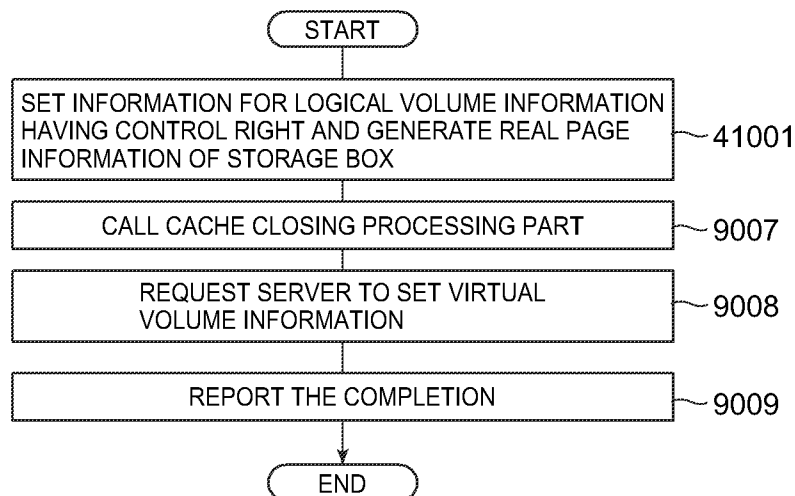 START
SET INFORMATION FOR LOGICAL VOLUME INFORMATION
HAVING CONTROL RIGHT AND GENERATE REAL PAGE
INFORMATION OF STORAGE BOX
41001
CALL CACHE CLOSING PROCESSING PART
9007
REQUEST SERVER TO SET VIRTUAL
VOLUME INFORMATION
9008
REPORT THE COMPLETION
9009
END